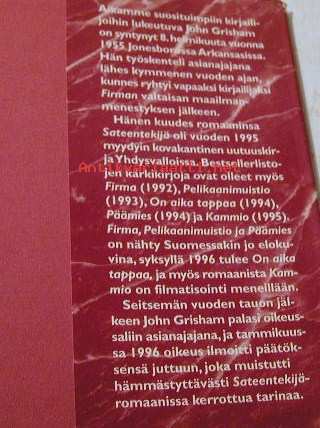 Aikamme suosituimpiin kirjaili-
joihin lukeutuva John Grisham
on syntynyt 8. helmikuuta vuonna
1955 Jonesborossa Arkansasissa.
Hän työskenteli asianajajana
lähes kymmenen vuoden ajan,
kunnes ryhtyi vapaaksi kirjailijaksi
Firman valtaisan maailman-
menestyksen jälkeen.
Hänen kuudes romaaninsa
Sateentekijä oli vuoden 1995
myydyin kovakantinen uutuuskir-
ja Yhdysvalloissa. Bestsellerlisto-
jen kärkikirjoja ovat olleet myös
Firma (1992), Pelikaanimuistio
(1993), On aika tappaa (1994),
Päämies (1994) ja Kammio (1995).
Firma, Pelikaanimuistio ja Päämies
on nähty Suomessakin jo eloku-
vina, syksyllä 1996 tulee On aika
tappaa, ja myös romaanista Kam-
mio on filmatisointi meneillään.
Seitsemän vuoden tauon jäl-
keen John Grisham palasi oikeus-
saliin asianajajana, ja tammikuus-
sa 1996 oikeus ilmoitti päätök-
sensä juttuun, joka muistutti
hämmästyttävästi Sateentekijä-
romaanissa kerrottua tarinaa.